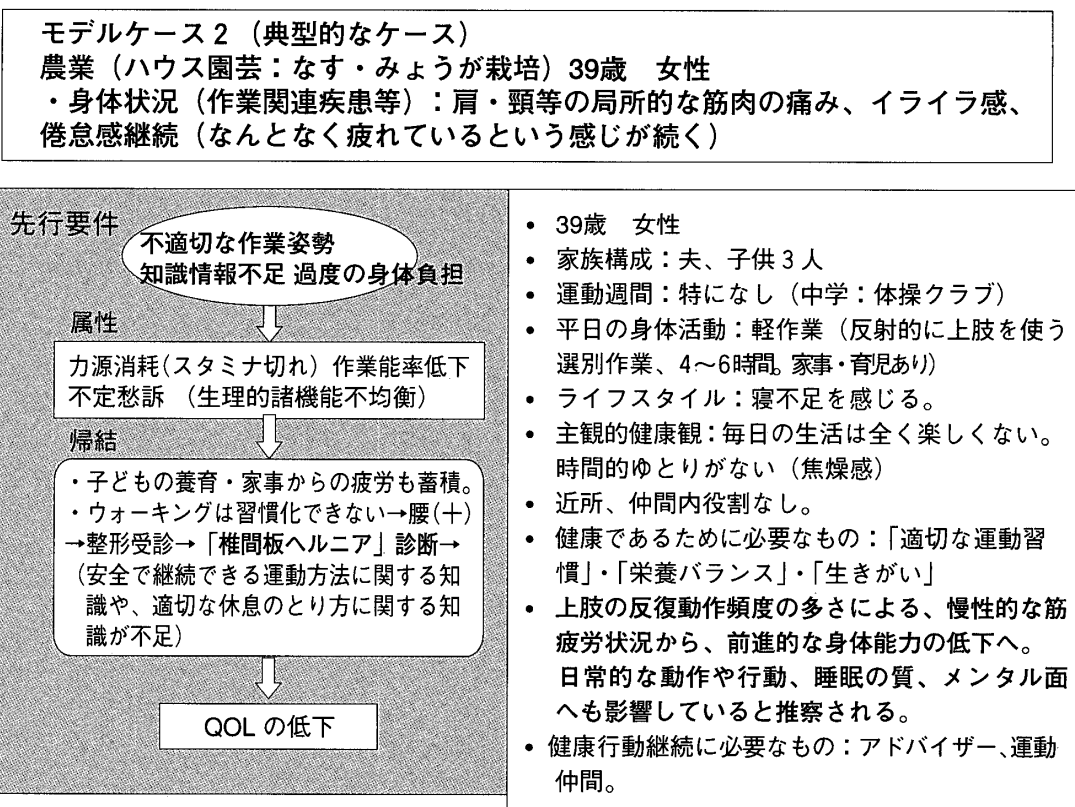 モデルケース2（典型的なケース）
農業（ハウス園芸：なす・みょうが栽培）39歳　女性
・身体状況（作業関連疾患等）：肩・頸等の局所的な筋肉の痛み、イライラ感、
倦怠感継続（なんとなく疲れているという感じが続く）
先行要件
不適切な作業姿勢
知識情報不足 過度の身体負担
属性
力源消耗(スタミナ切れ）作業能率低下
不定愁訴　（生理的諸機能不均衡）
帰結
・子どもの養育・家事からの疲労も蓄積。
・ウォーキングは習慣化できない→腰(＋)
→整形受診→「椎間板ヘルニア」診断→
（安全で継続できる運動方法に関する知
識や、適切な休息のとり方に関する知
識が不足）
QOLの低下
• 39歳　女性
• 家族構成：夫、子供3人
• 運動週間：特になし（中学：体操クラブ）
• 平日の身体活動：軽作業（反射的に上肢を使う
選別作業、4～6時間。家事・育児あり）
• ライフスタイル：寝不足を感じる。
• 主観的健康観：毎日の生活は全く楽しくない。
時間的ゆとりがない（焦燥感）
• 近所、仲間内役割なし。
• 健康であるために必要なもの：「適切な運動習
慣」・「栄養バランス」・「生きがい」
• 上肢の反復動作頻度の多さによる、慢性的な筋
疲労状況から、前進的な身体能力の低下へ。
日常的な動作や行動、睡眠の質、メンタル面
へも影響していると推察される。
• 健康行動継続に必要なもの：アドバイザー、運動
仲間。